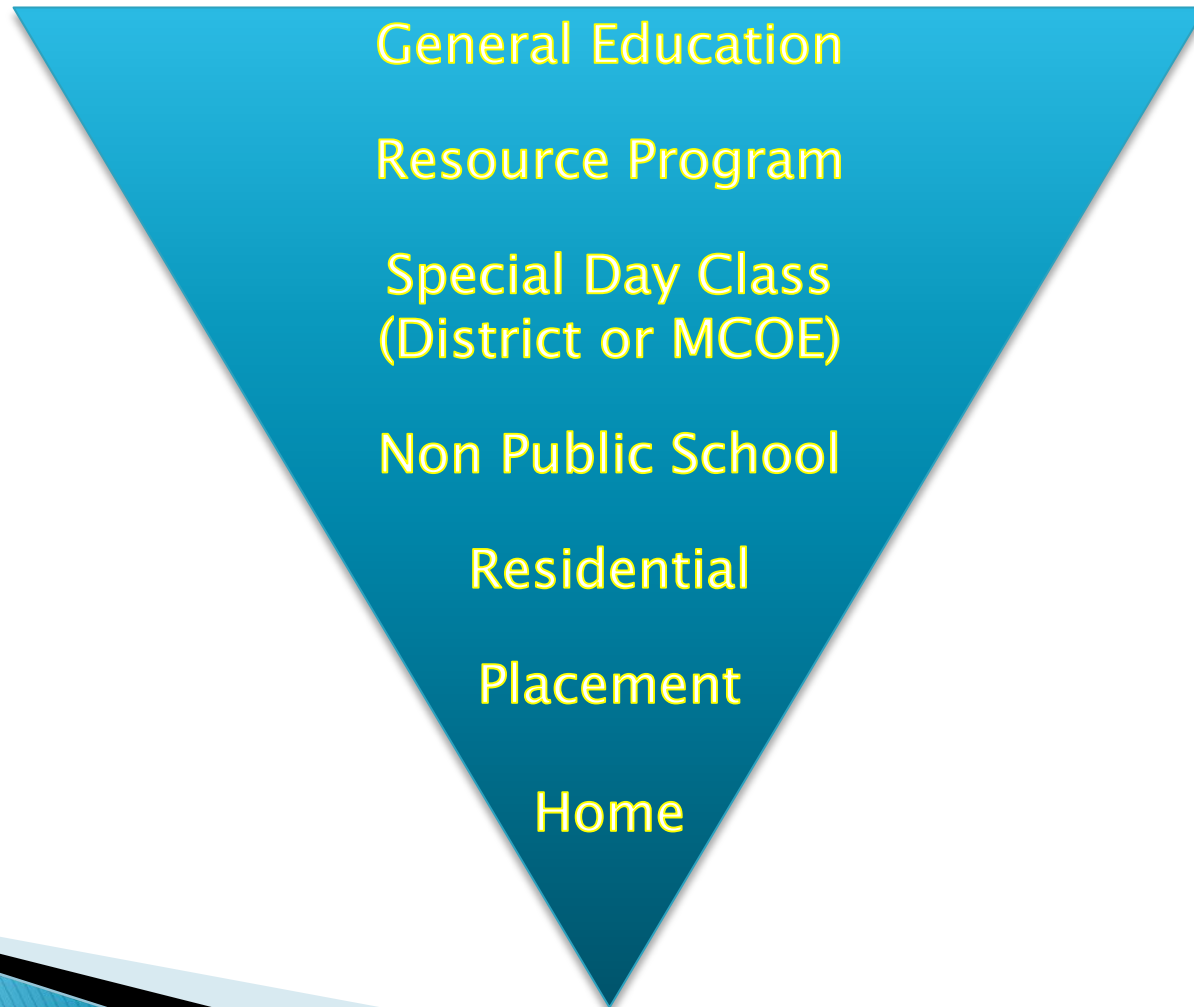 General Education
Resource Program
Special Day Class
(District or MCOE)
Non Public School
Residential
Placement
Home